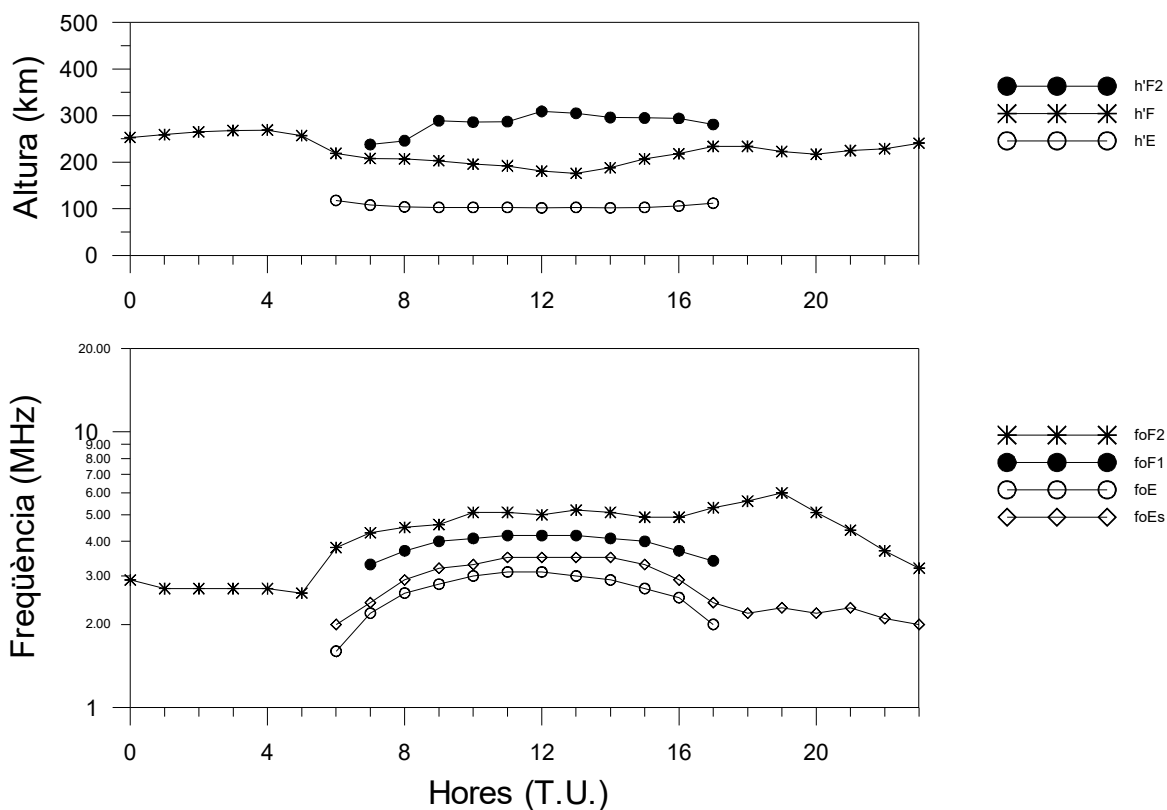 Altura (km)
500
400
300
200
100
0
0 4 8 12 16 20
h'F2
h'F
h'E
Freqüència (MHz)
20.00
10
9.00
8.00
7.00
6.00
5.00
4.00
3.00
2.00
1
0 4 8 12 16 20
Hores (T.U.)
foF2
foF1
foE
foEs